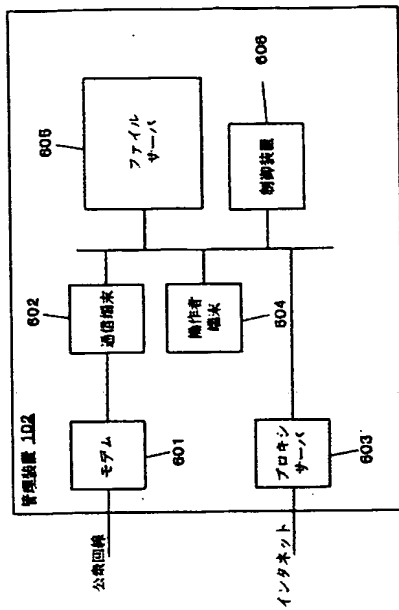 管理装置 102
公衆回線
モデム
601
602
通信端末
605
ファイル
サーバ
操作者
端末
604
606
制御装置
インタネット
プロキシ
サーバ
603